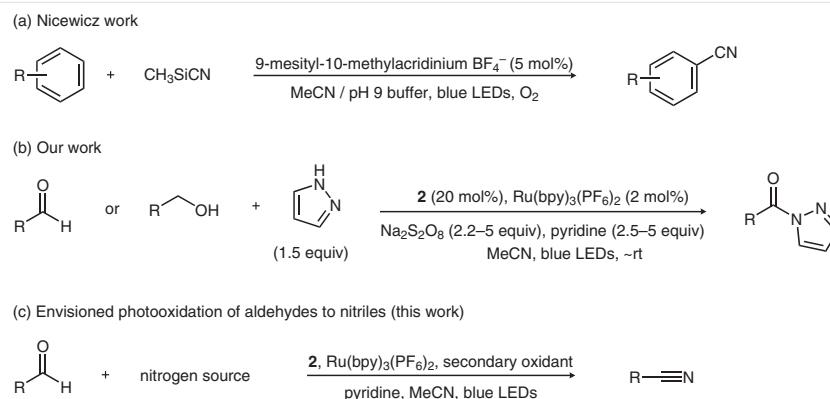 (a) Nicewicz work
R
+
CH₃SiCN
9-mesityl-10-methylacridinium BF₄⁻ (5 mol%)
MeCN / pH 9 buffer, blue LEDs, O₂
R
CN
(b) Our work
O
R
H
or
R
OH
+
H
N
N
(1.5 equiv)
2 (20 mol%), Ru(bpy)₃(PF₆)₂ (2 mol%)
Na₂S₂O₈ (2.2–5 equiv), pyridine (2.5–5 equiv)
MeCN, blue LEDs, ~rt
O
R
N
N
(c) Envisioned photooxidation of aldehydes to nitriles (this work)
O
R
H
+
nitrogen source
2, Ru(bpy)₃(PF₆)₂, secondary oxidant
pyridine, MeCN, blue LEDs
R
N